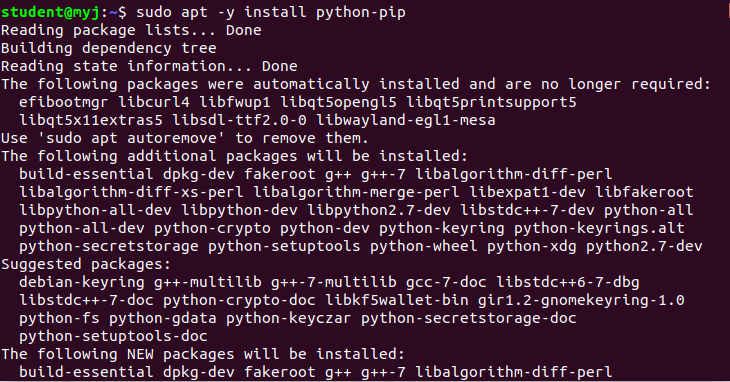 student@myj:~$ sudo apt -y install python-pip
Reading package lists... Done
Building dependency tree
Reading state information... Done
The following packages were automatically installed and are no longer required:
  efibootmgr libcurl4 libfwup1 libqt5opengl5 libqt5printsupport5
  libqt5x11extras5 libsdl-ttf2.0-0 libwayland-egl1-mesa
Use 'sudo apt autoremove' to remove them.
The following additional packages will be installed:
  build-essential dpkg-dev fakeroot g++ g++-7 libalgorithm-diff-perl
  libalgorithm-diff-xs-perl libalgorithm-merge-perl libexpat1-dev libfakeroot
  libpython-all-dev libpython-dev libpython2.7-dev libstdc++-7-dev python-all
  python-all-dev python-crypto python-dev python-keyring python-keyrings.alt
  python-secretstorage python-setuptools python-wheel python-xdg python2.7-dev
Suggested packages:
  debian-keyring g++-multilib g++-7-multilib gcc-7-doc libstdc++6-7-dbg
  libstdc++-7-doc python-crypto-doc libkf5wallet-bin gir1.2-gnomekeyring-1.0
  python-fs python-gdata python-keyczar python-secretstorage-doc
  python-setuptools-doc
The following NEW packages will be installed:
  build-essential dpkg-dev fakeroot g++ g++-7 libalgorithm-diff-perl